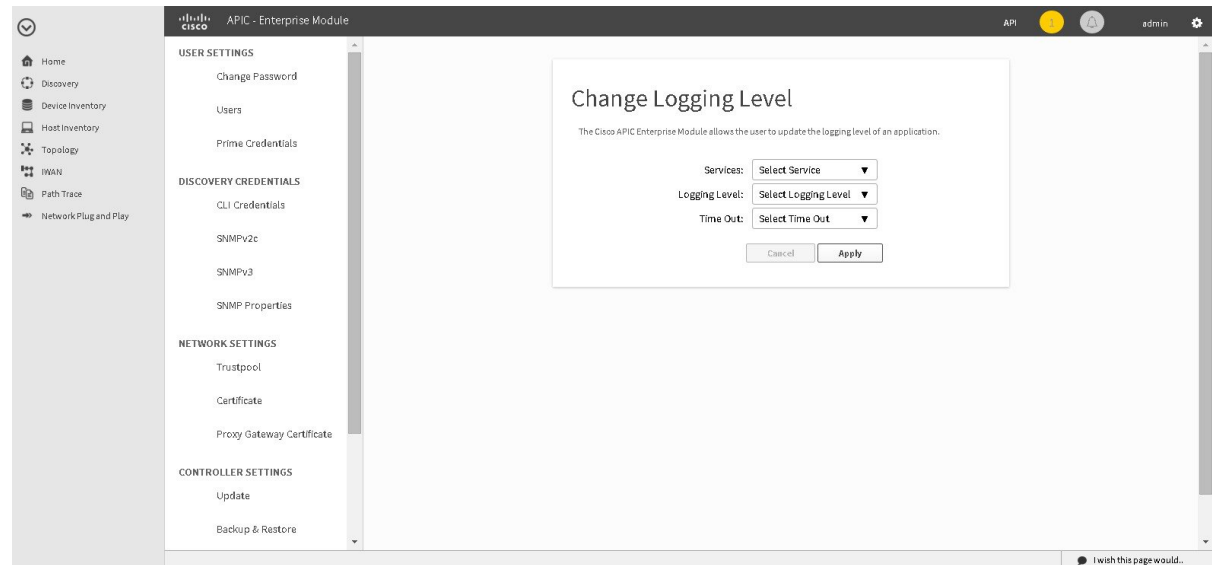 CISCO APIC - Enterprise Module
API
1
admin
Home
Discovery
Device Inventory
Host Inventory
Topology
IWAN
Path Trace
Network Plug and Play
USER SETTINGS
Change Password
Users
Prime Credentials
DISCOVERY CREDENTIALS
CLI Credentials
SNMPv2c
SNMPv3
SNMP Properties
NETWORK SETTINGS
Trustpool
Certificate
Proxy Gateway Certificate
CONTROLLER SETTINGS
Update
Backup & Restore
Change Logging Level
The Cisco APIC Enterprise Module allows the user to update the logging level of an application.
Services: Select Service
Logging Level: Select Logging Level
Time Out: Select Time Out
Cancel Apply
I wish this page would..